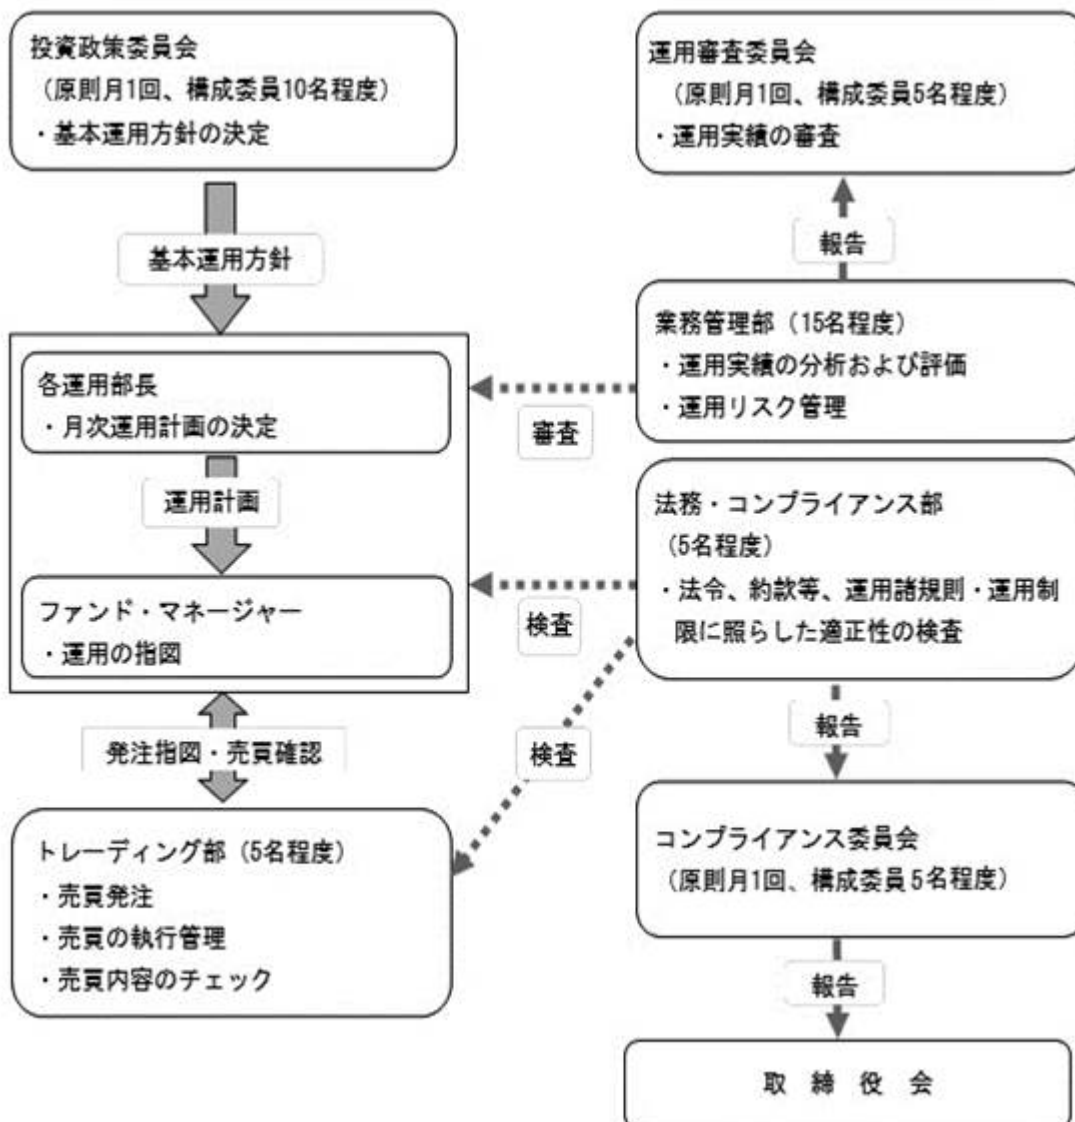 投資政策委員会
（原則月1回、構成委員10名程度）
・基本運用方針の決定
基本運用方針
各運用部長
・月次運用計画の決定
運用計画
ファンド・マネージャー
・運用の指図
発注指図・売買確認
トレーディング部（5名程度）
・売買発注
・売買の執行管理
・売買内容のチェック
運用審査委員会
（原則月1回、構成委員5名程度）
・運用実績の審査
報告
業務管理部（15名程度）
・運用実績の分析および評価
・運用リスク管理
審査
法務・コンプライアンス部
（5名程度）
・法令、約款等、運用諸規則・運用制
限に照らした適正性の検査
検査
検査
報告
コンプライアンス委員会
（原則月1回、構成委員5名程度）
報告
取締役会